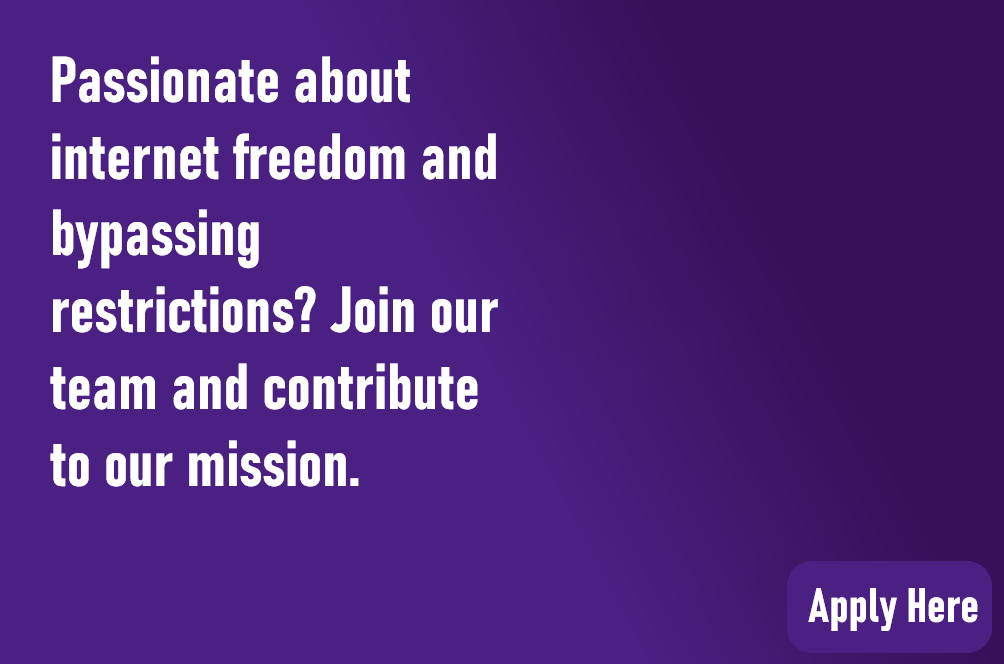 Passionate about
internet freedom and
bypassing
restrictions? Join our
team and contribute
to our mission.
Apply Here